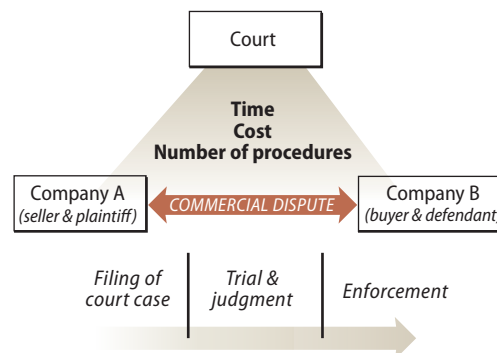 Court
Time
Cost
Number of procedures
Company A
(seller & plaintiff)
COMMERCIAL DISPUTE
Company B
(buyer & defendant)
Filing of
court case
Trial &
judgment
Enforcement